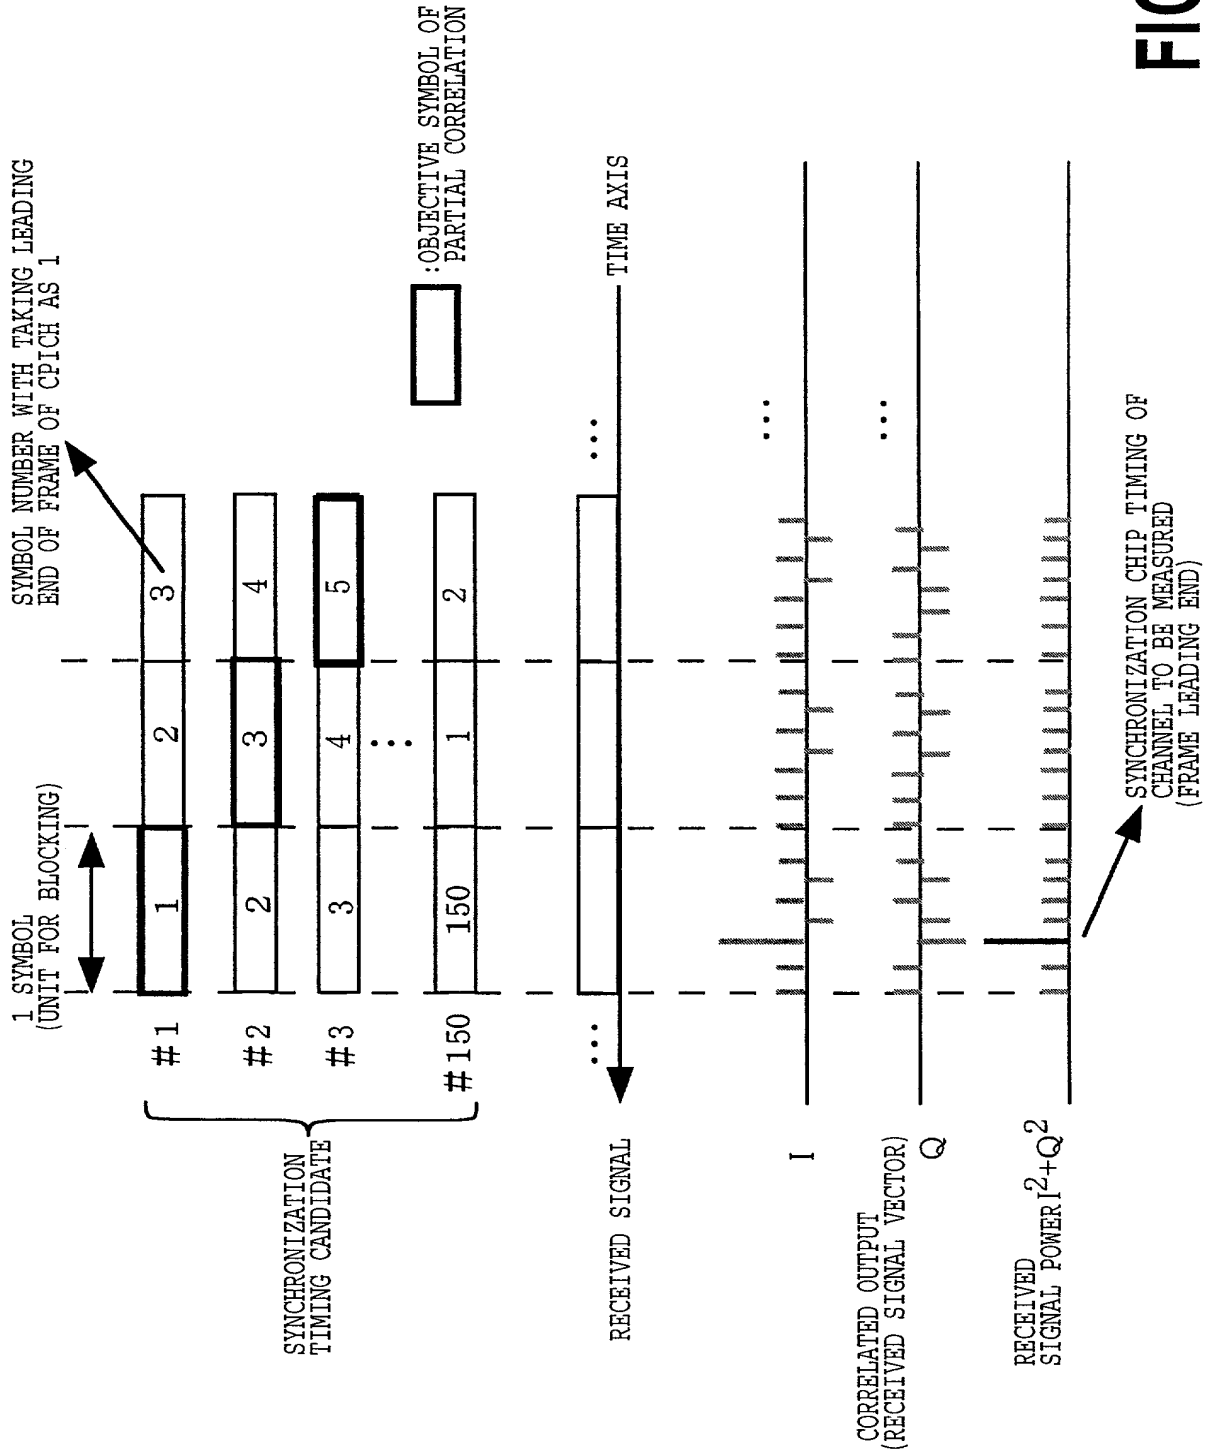 1 SYMBOL
(UNIT FOR BLOCKING)
SYMBOL NUMBER WITH TAKING LEADING
END OF FRAME OF CPICH AS 1
SYNCHRONIZATION
TIMING CANDIDATE
#1
1
2
3
#2
2
3
4
#3
3
4
5
...
#150
150
1
2
:OBJECTIVE SYMBOL OF
PARTIAL CORRELATION
RECEIVED SIGNAL
...
...
TIME AXIS
CORRELATED OUTPUT
(RECEIVED SIGNAL VECTOR)
I
...
Q
...
RECEIVED
SIGNAL POWER I²+Q²
SYNCHRONIZATION CHIP TIMING OF
CHANNEL TO BE MEASURED
(FRAME LEADING END)